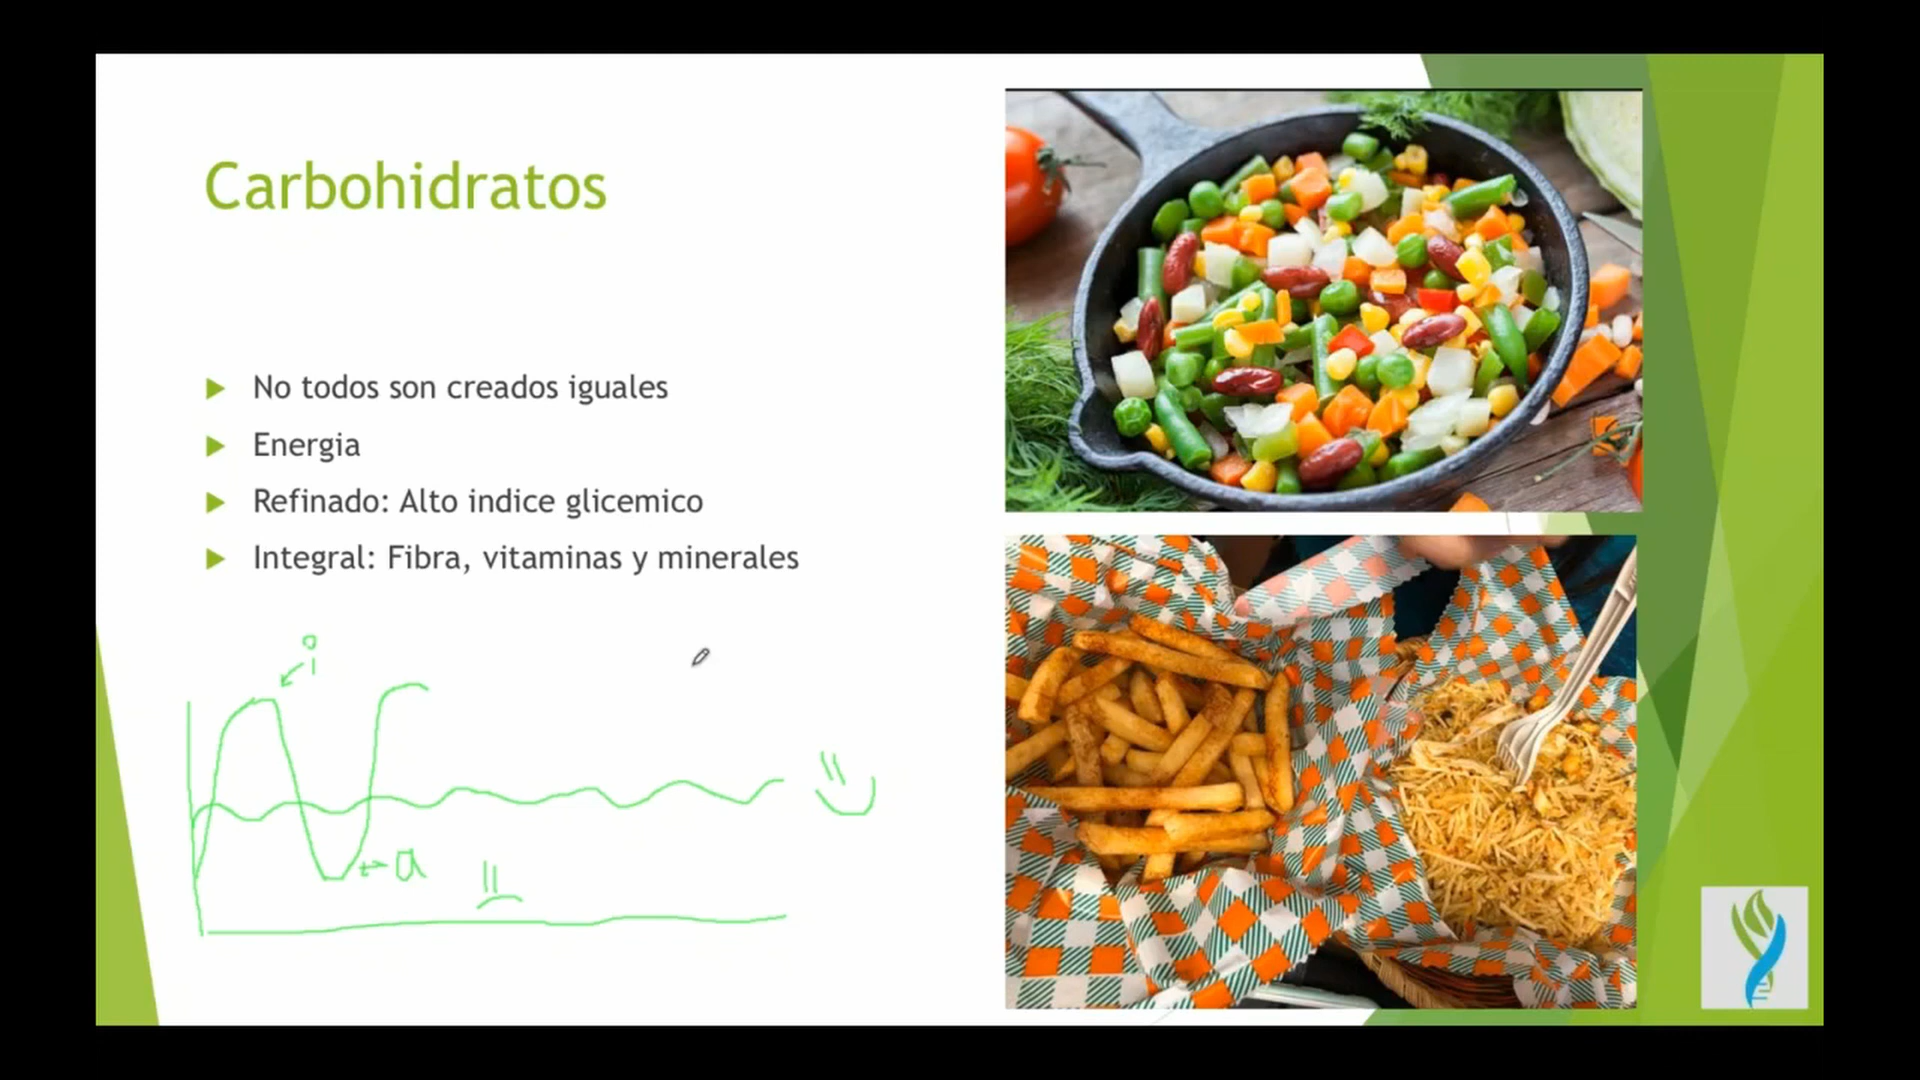 Carbohidratos
No todos son creados iguales
Energia
Refinado: Alto indice glicemico
Integral: Fibra, vitaminas y minerales
i
a